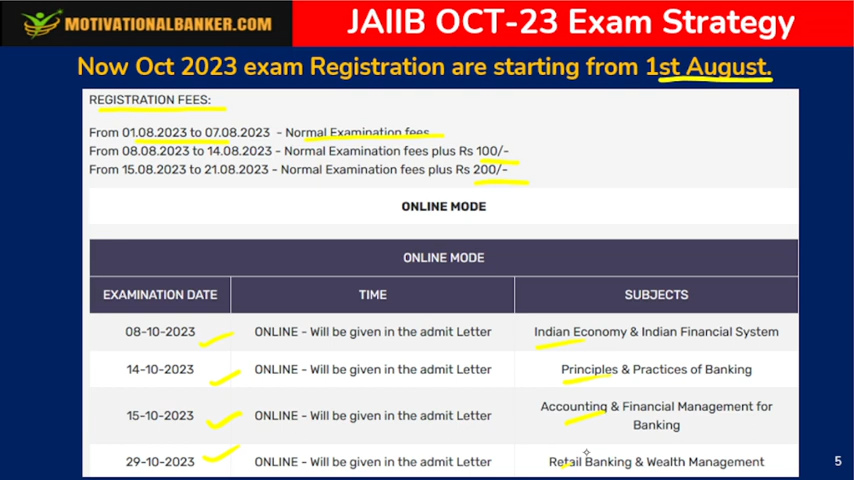 MOTIVATIONALBANKER.COM
JAIIB OCT-23 Exam Strategy
Now Oct 2023 exam Registration are starting from 1st August.
REGISTRATION FEES:
From 01.08.2023 to 07.08.2023 - Normal Examination fees
From 08.08.2023 to 14.08.2023 - Normal Examination fees plus Rs 100/-
From 15.08.2023 to 21.08.2023 - Normal Examination fees plus Rs 200/-
ONLINE MODE
ONLINE MODE
EXAMINATION DATE TIME SUBJECTS
08-10-2023 ONLINE - Will be given in the admit Letter Indian Economy & Indian Financial System
14-10-2023 ONLINE - Will be given in the admit Letter Principles & Practices of Banking
15-10-2023 ONLINE - Will be given in the admit Letter Accounting & Financial Management for
Banking
29-10-2023 ONLINE - Will be given in the admit Letter Retail Banking & Wealth Management
5